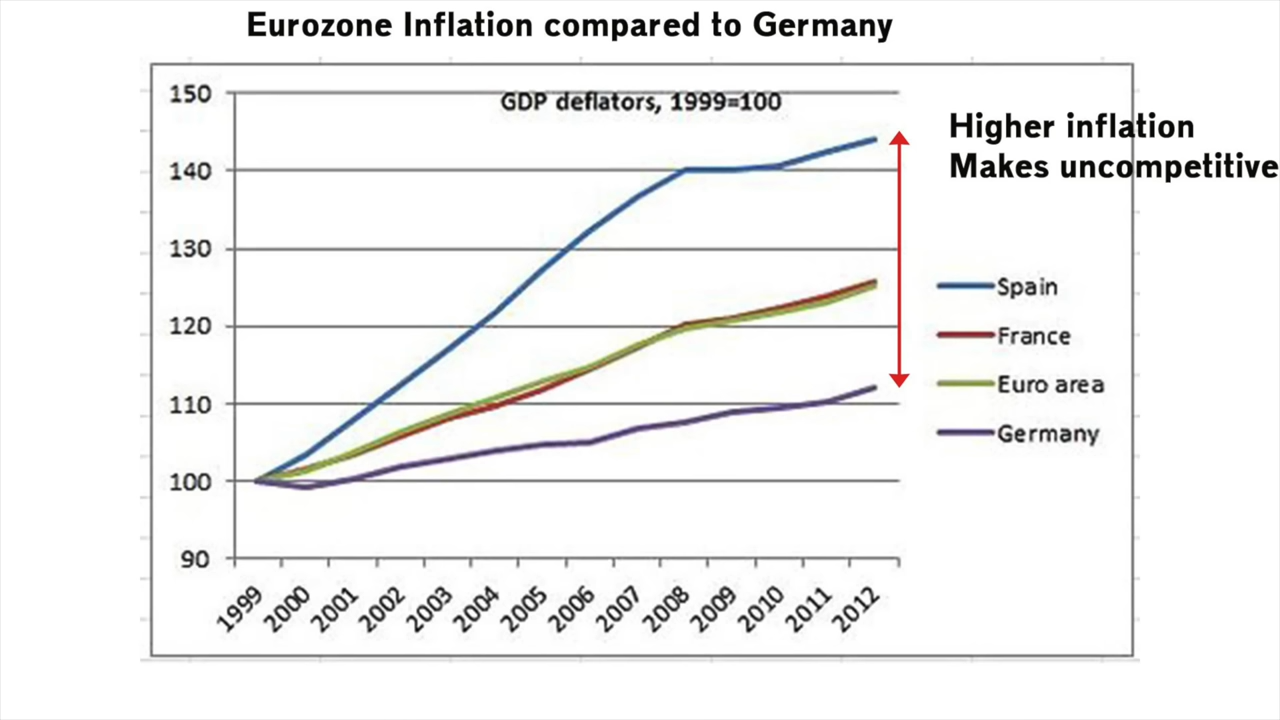 Eurozone Inflation compared to Germany
GDP deflators, 1999=100
150
140
130
120
110
100
90
1999
2000
2001
2002
2003
2004
2005
2006
2007
2008
2009
2010
2011
2012
Higher inflation
Makes uncompetitive
Spain
France
Euro area
Germany